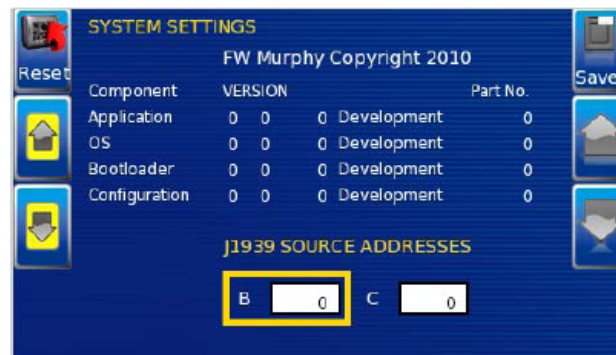 SYSTEM SETTINGS
FW Murphy Copyright 2010
Reset
Save
Component VERSION Part No.
Application 0 0 0 Development 0
OS 0 0 0 Development 0
Bootloader 0 0 0 Development 0
Configuration 0 0 0 Development 0
J1939 SOURCE ADDRESSES
B 0 C 0